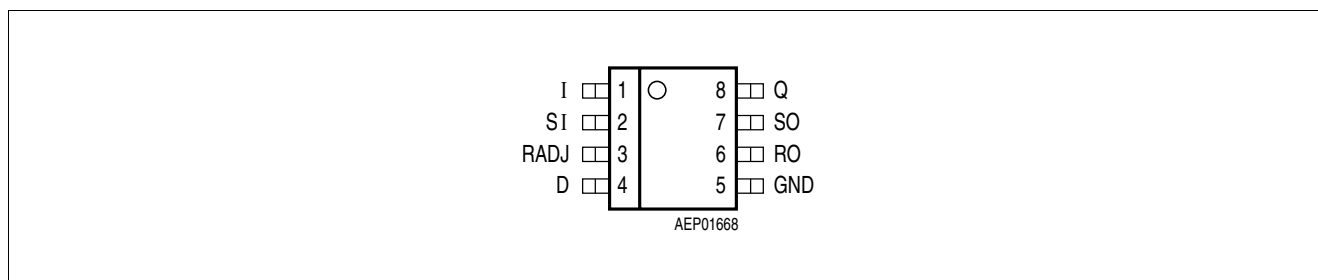 I 1 8 Q
SI 2 7 SO
RADJ 3 6 RO
D 4 5 GND
AEP01668